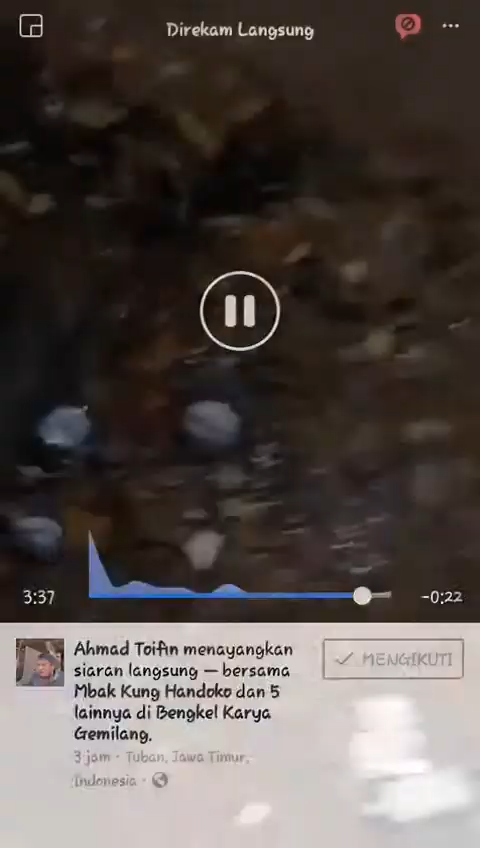 Direkam Langsung
3:37
-0:22
Ahmad Toifin menayangkan
siaran langsung — bersama
Mbak Kung Handoko dan 5
lainnya di Bengkel Karya
Gemilang.
MENGIKUTI
3 jam · Tuban, Jawa Timur,
Indonesia ·